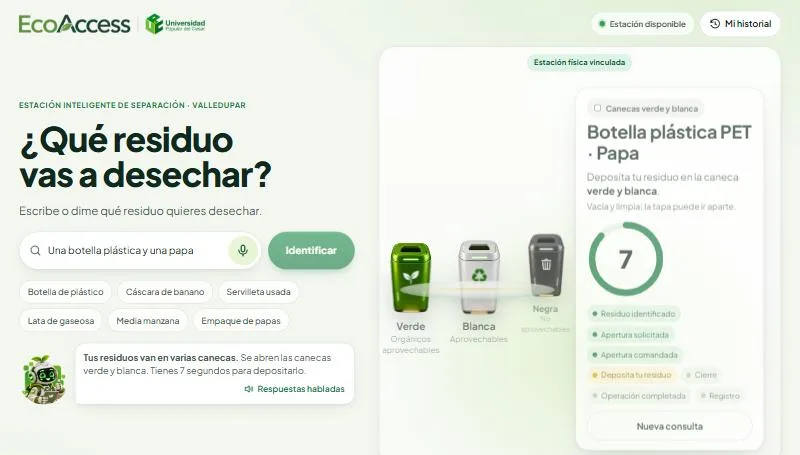 EcoAccess
Universidad
Popular del Cesar
Estación disponible
Mi historial
ESTACIÓN INTELIGENTE DE SEPARACIÓN · VALLEDUPAR
¿Qué residuo
vas a desechar?
Escribe o dime qué residuo quieres desechar.
Una botella plástica y una papa
Identificar
Botella de plástico
Cáscara de banano
Servilleta usada
Lata de gaseosa
Media manzana
Empaque de papas
Tus residuos van en varias canecas. Se abren las canecas
verde y blanca. Tienes 7 segundos para depositarlo.
Respuestas habladas
Estación física vinculada
Verde
Orgánicos
aprovechables
Blanca
Aprovechables
Negra
No
aprovechables
Canecas verde y blanca
Botella plástica PET
· Papa
Deposita tu residuo en la caneca
verde y blanca.
Vacía y limpia; la tapa puede ir aparte.
7
Residuo identificado
Apertura solicitada
Apertura comandada
Deposita tu residuo
Cierre
Operación completada
Registro
Nueva consulta